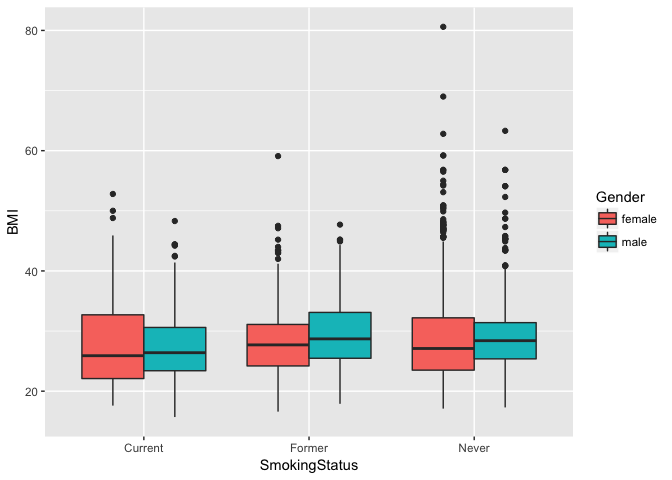 80
60
40
20
BMI
Current
Former
Never
SmokingStatus
Gender
female
male